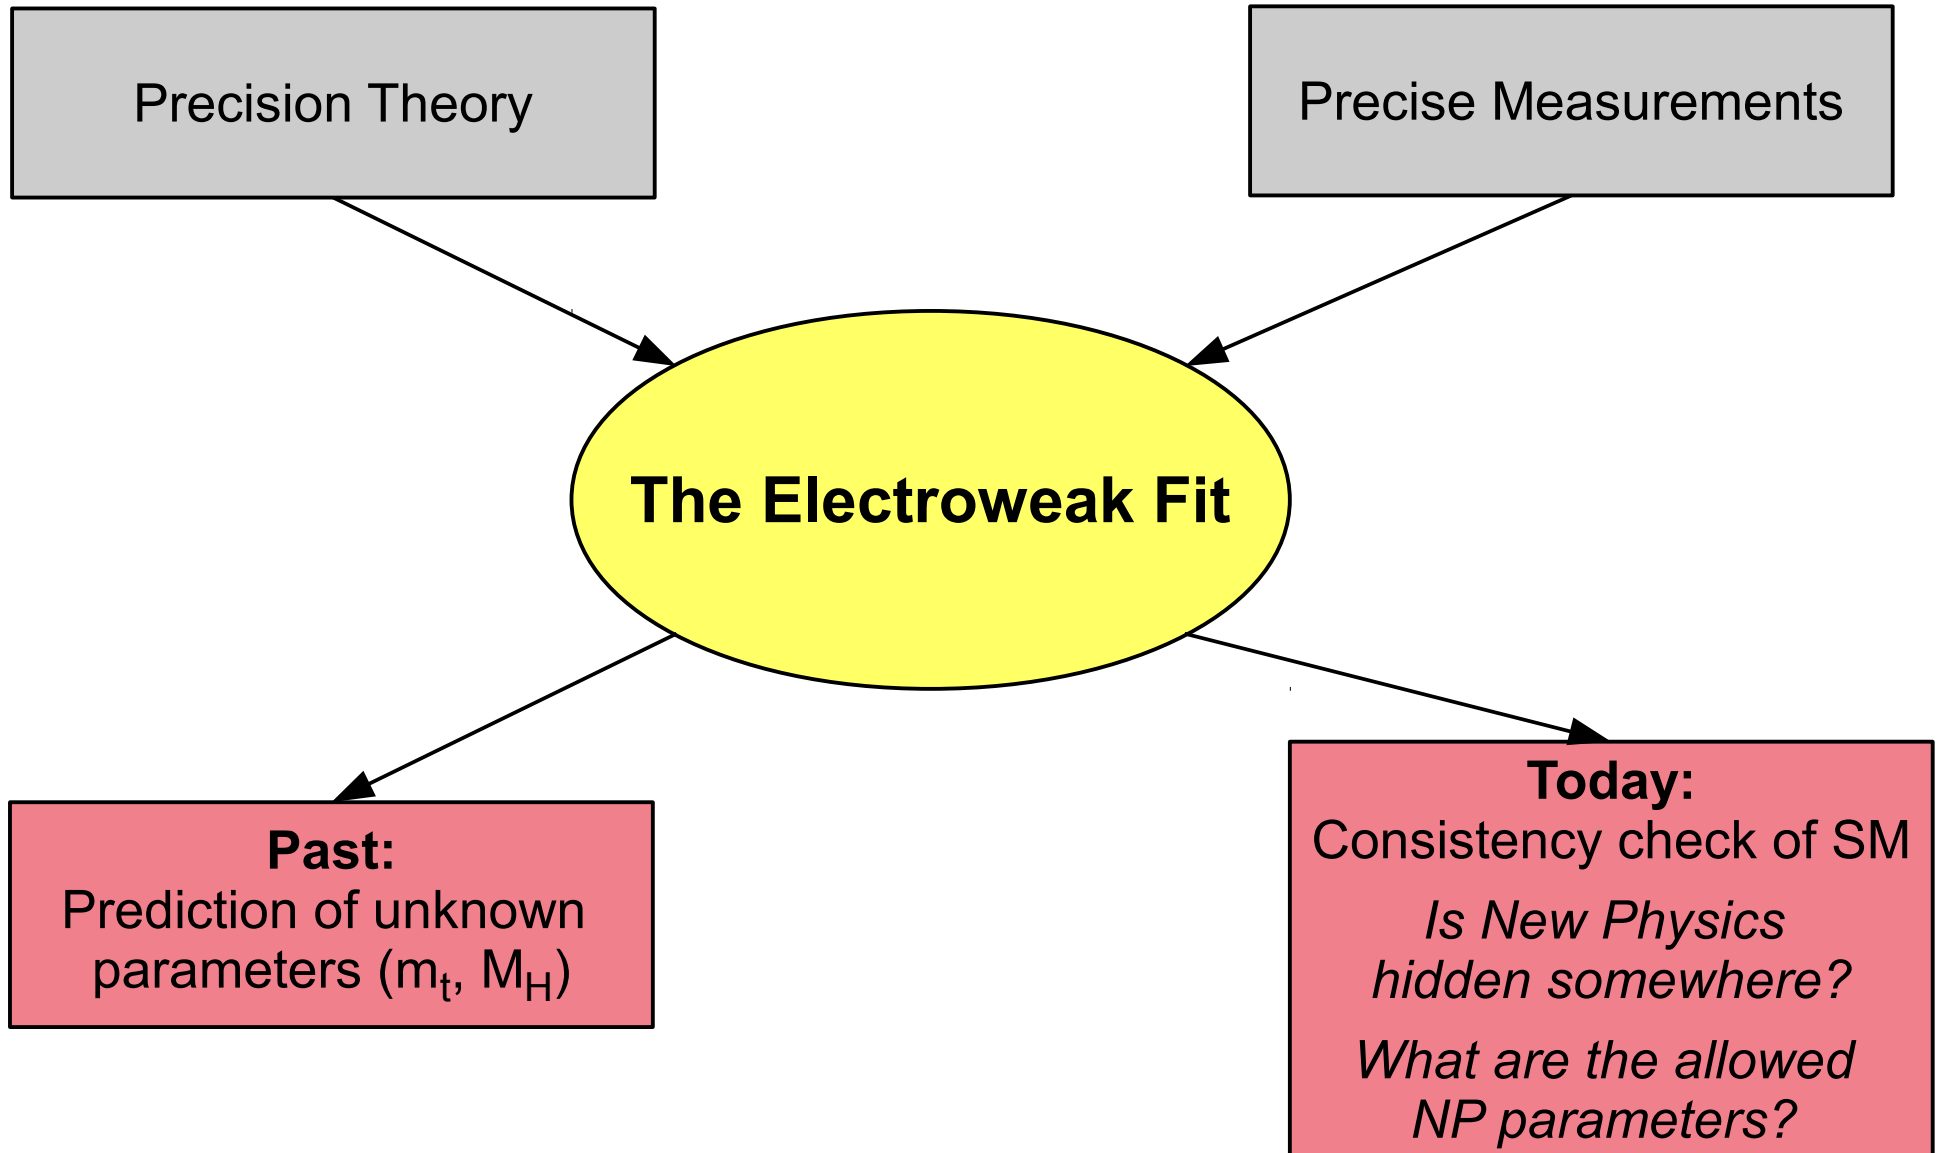 Precision Theory
Precise Measurements
The Electroweak Fit
Past:
Prediction of unknown
parameters (mt, MH)
Today:
Consistency check of SM
Is New Physics
hidden somewhere?
What are the allowed
NP parameters?